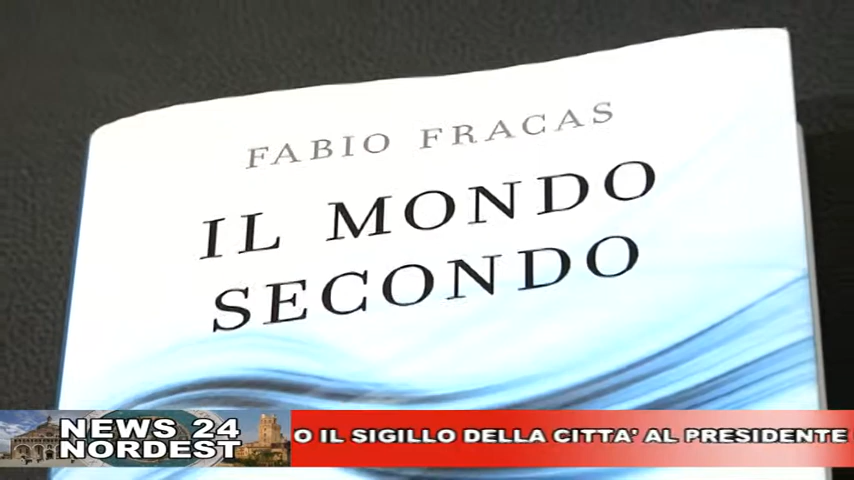 FABIO FRACAS
IL MONDO
SECONDO
NEWS 24
NORDEST
O IL SIGILLO DELLA CITTA' AL PRESIDENTE